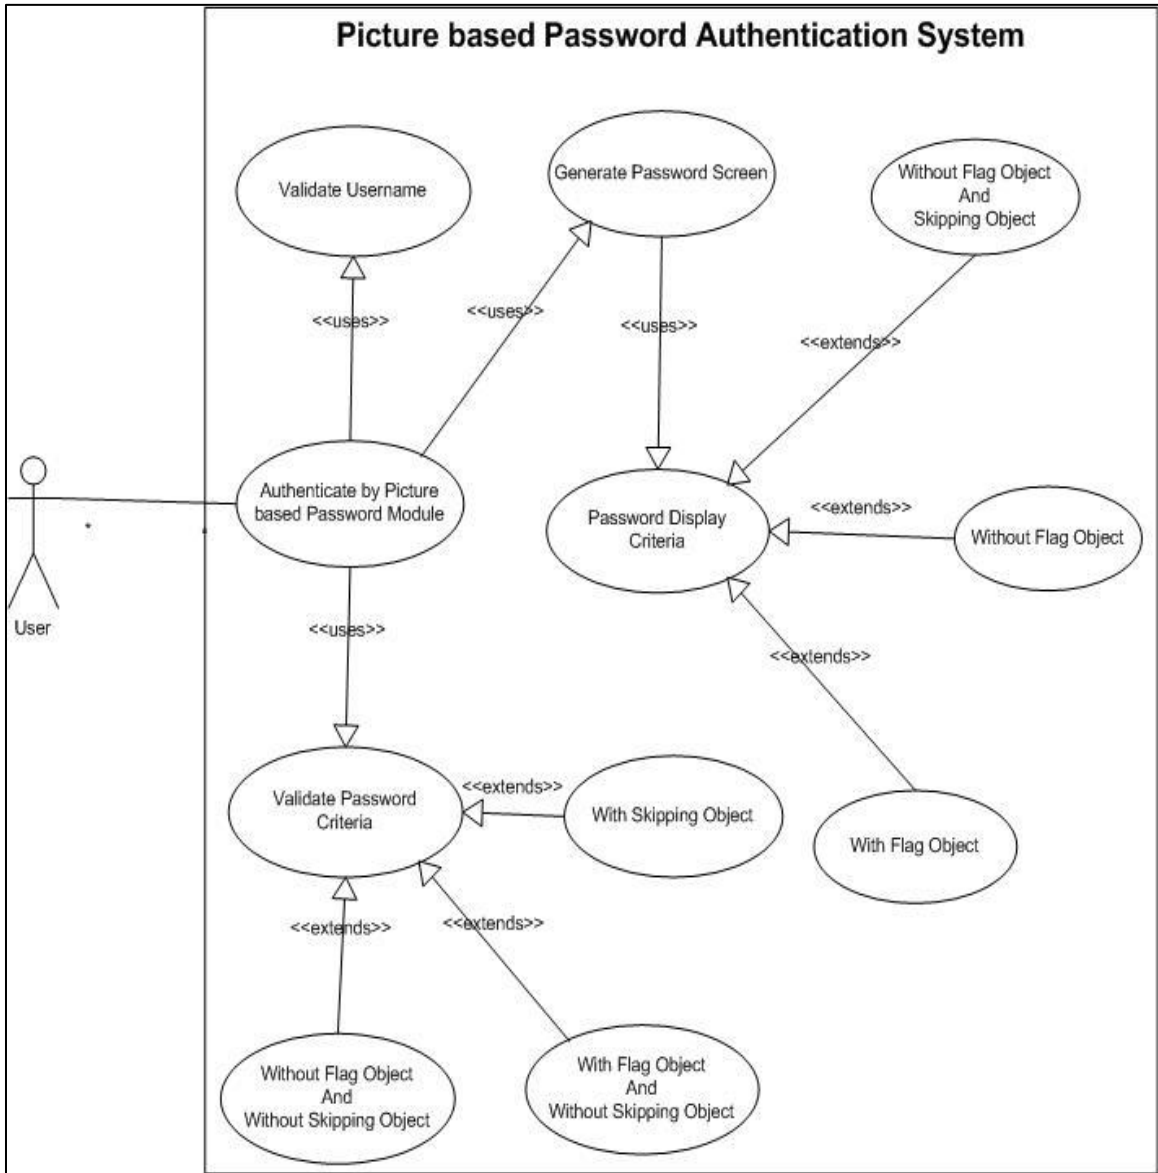 Picture based Password Authentication System
Validate Username
Generate Password Screen
Without Flag Object
And
Skipping Object
<<uses>>
<<uses>>
<<uses>>
<<extends>>
Authenticate by Picture
based Password Module
Password Display
Criteria
<<extends>>
Without Flag Object
User
<<uses>>
<<extends>>
Validate Password
Criteria
<<extends>>
With Skipping Object
With Flag Object
<<extends>>
<<extends>>
Without Flag Object
And
Without Skipping Object
With Flag Object
And
Without Skipping Object